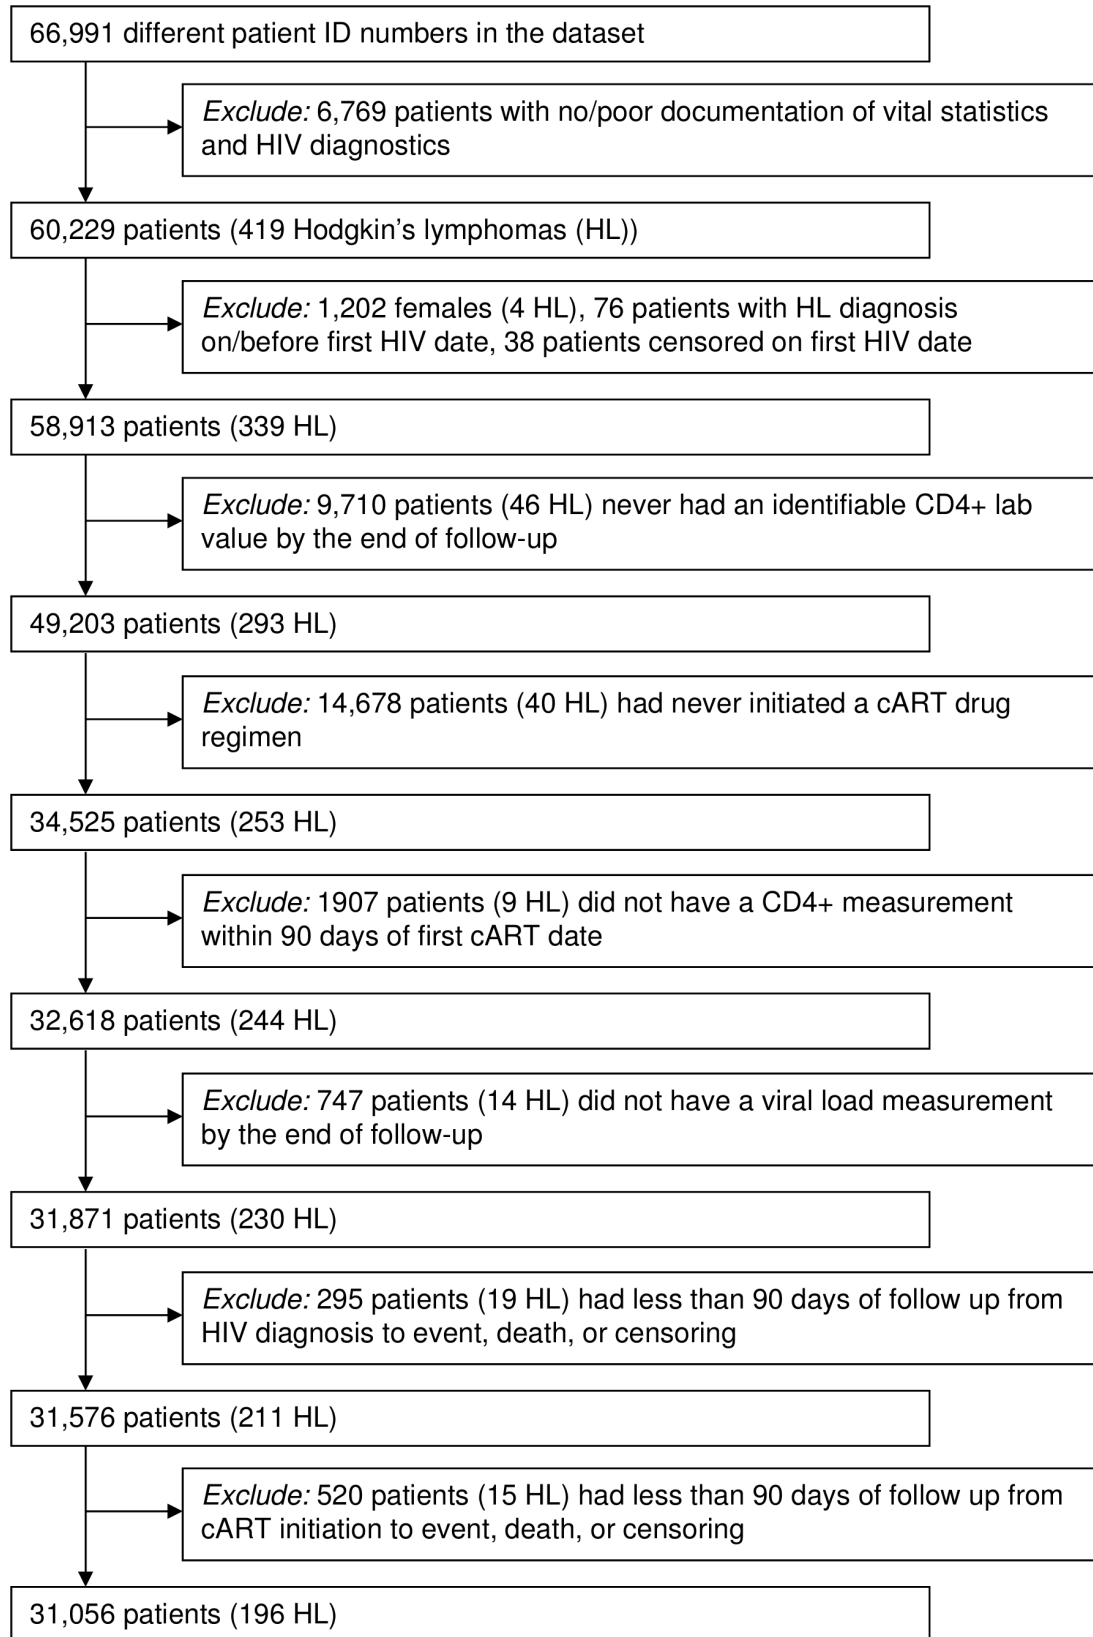 66,991 different patient ID numbers in the dataset
Exclude: 6,769 patients with no/poor documentation of vital statistics
and HIV diagnostics
60,229 patients (419 Hodgkin's lymphomas (HL))
Exclude: 1,202 females (4 HL), 76 patients with HL diagnosis
on/before first HIV date, 38 patients censored on first HIV date
58,913 patients (339 HL)
Exclude: 9,710 patients (46 HL) never had an identifiable CD4+ lab
value by the end of follow-up
49,203 patients (293 HL)
Exclude: 14,678 patients (40 HL) had never initiated a cART drug
regimen
34,525 patients (253 HL)
Exclude: 1907 patients (9 HL) did not have a CD4+ measurement
within 90 days of first cART date
32,618 patients (244 HL)
Exclude: 747 patients (14 HL) did not have a viral load measurement
by the end of follow-up
31,871 patients (230 HL)
Exclude: 295 patients (19 HL) had less than 90 days of follow up from
HIV diagnosis to event, death, or censoring
31,576 patients (211 HL)
Exclude: 520 patients (15 HL) had less than 90 days of follow up from
cART initiation to event, death, or censoring
31,056 patients (196 HL)